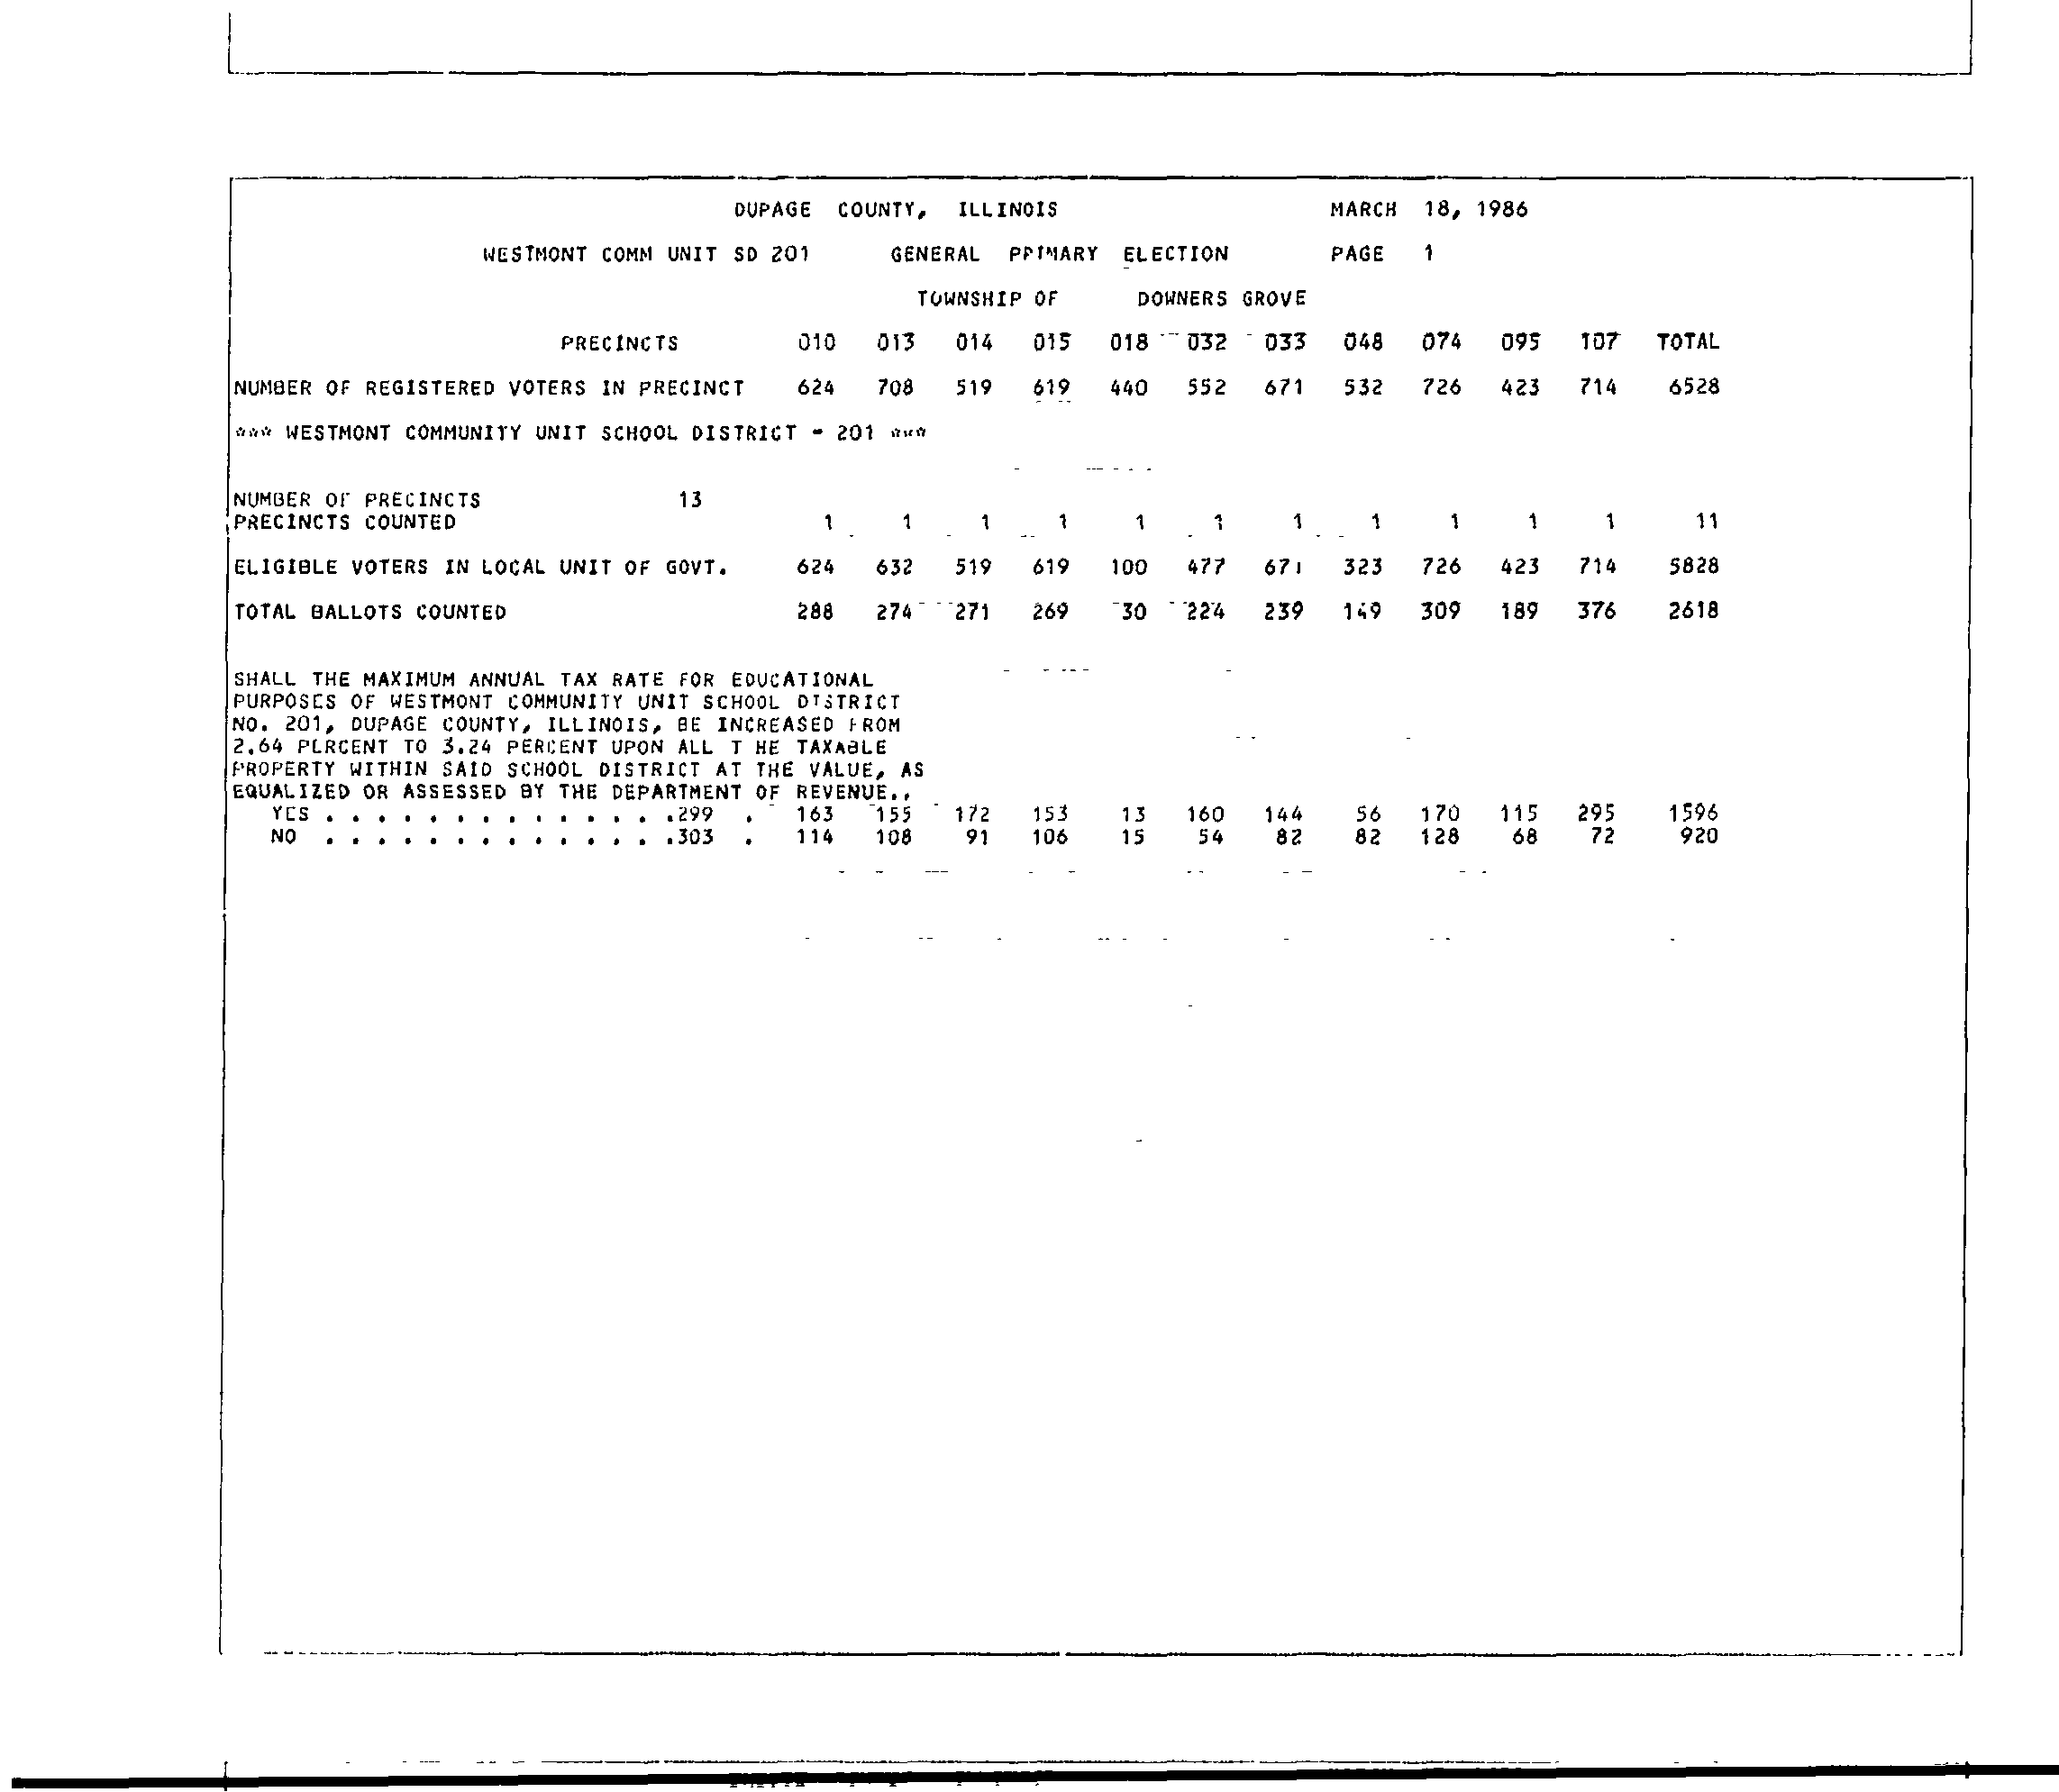 DUPAGE COUNTY, ILLINOIS MARCH 18, 1986
WESTMONT COMM UNIT SD 201 GENERAL PRIMARY ELECTION PAGE 1
TOWNSHIP OF DOWNERS GROVE
PRECINCTS 010 013 014 015 018 032 033 048 074 095 107 TOTAL
NUMBER OF REGISTERED VOTERS IN PRECINCT 624 708 519 619 440 552 671 532 726 423 714 6528
*** WESTMONT COMMUNITY UNIT SCHOOL DISTRICT - 201 ***
NUMBER OF PRECINCTS 13
PRECINCTS COUNTED 1 1 1 1 1 1 1 1 1 1 1 11
ELIGIBLE VOTERS IN LOCAL UNIT OF GOVT. 624 632 519 619 100 477 671 323 726 423 714 5828
TOTAL BALLOTS COUNTED 288 274 271 269 30 224 239 149 309 189 376 2618
SHALL THE MAXIMUM ANNUAL TAX RATE FOR EDUCATIONAL
PURPOSES OF WESTMONT COMMUNITY UNIT SCHOOL DISTRICT
NO. 201, DUPAGE COUNTY, ILLINOIS, BE INCREASED FROM
2.64 PERCENT TO 3.24 PERCENT UPON ALL T HE TAXABLE
PROPERTY WITHIN SAID SCHOOL DISTRICT AT THE VALUE, AS
EQUALIZED OR ASSESSED BY THE DEPARTMENT OF REVENUE..
YES . . . . . . . . . . . . . .299 . 163 155 172 153 13 160 144 56 170 115 295 1596
NO . . . . . . . . . . . . . .303 . 114 108 91 106 15 54 82 82 128 68 72 920